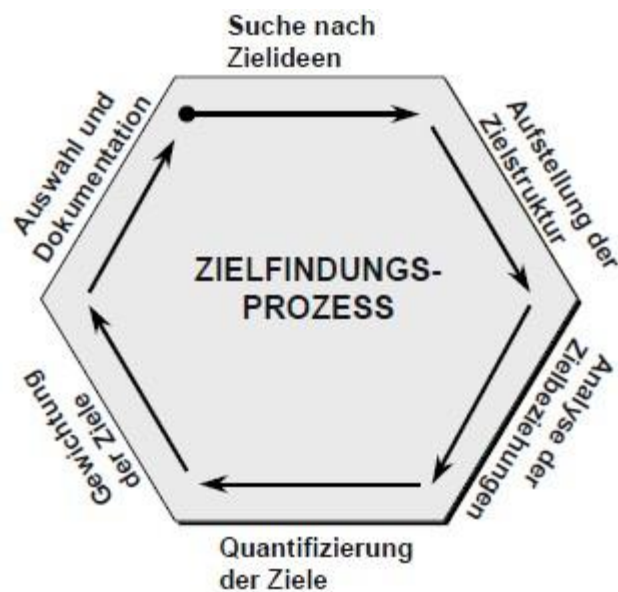 Suche nach
Zielideen
Aufstellung der
Zielstruktur
Analyse der
Zielbeziehungen
Quantifizierung
der Ziele
Gewichtung
der Ziele
Auswahl und
Dokumentation
ZIELFINDUNGS-
PROZESS